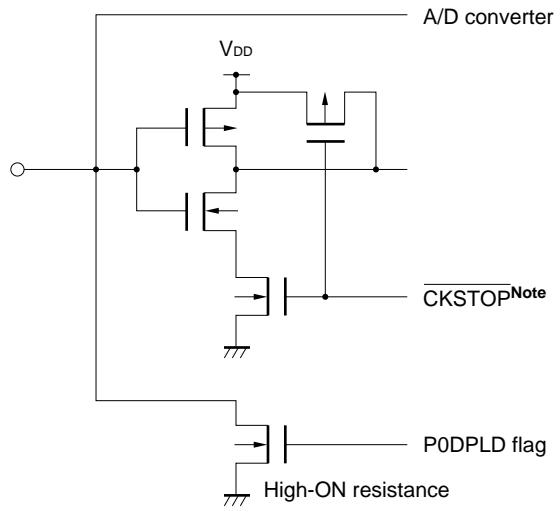 A/D converter
VDD
CKSTOPNote
P0DPLD flag
High-ON resistance